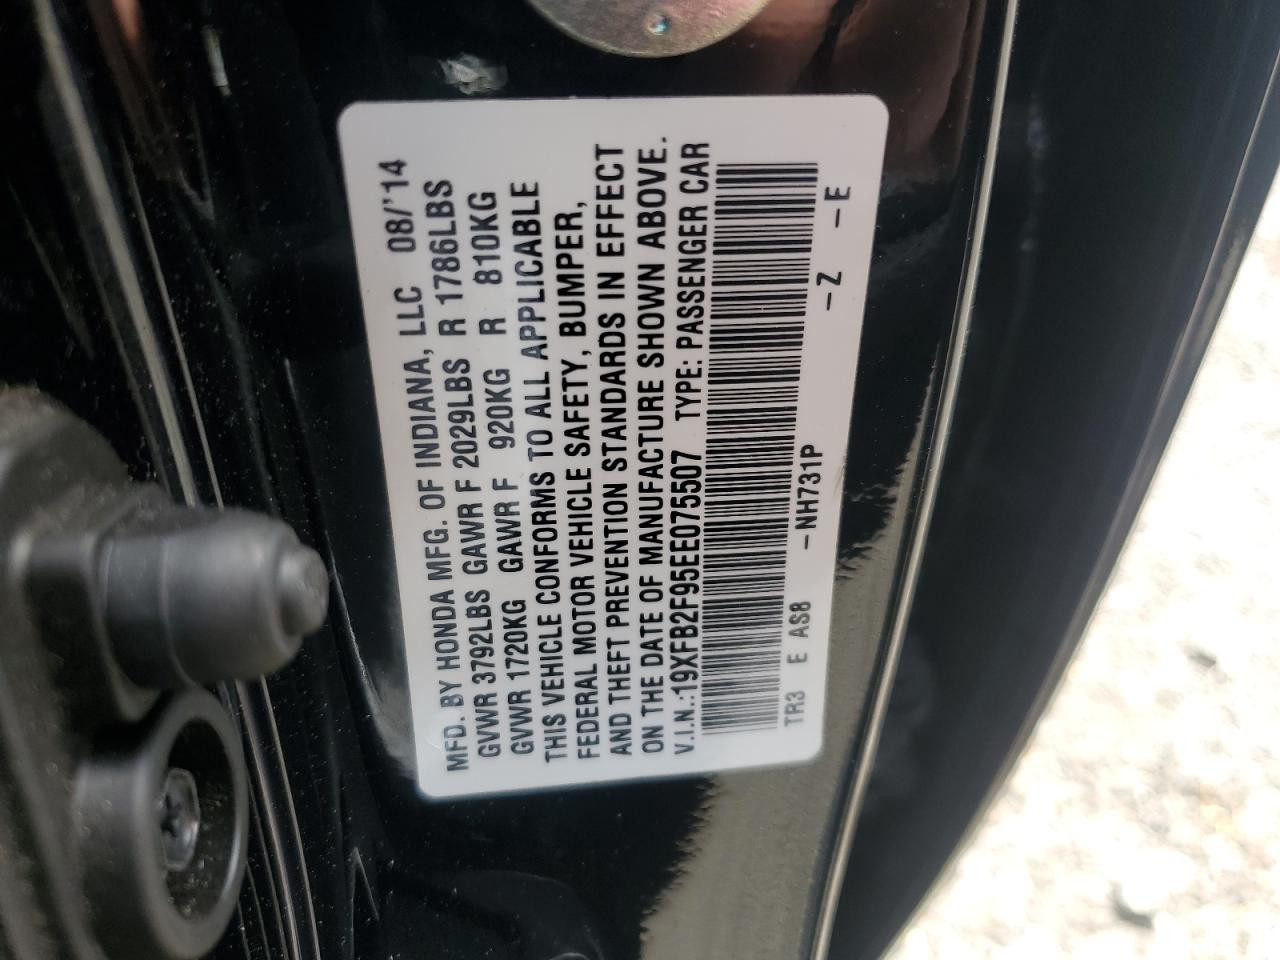 MFD. BY HONDA MFG. OF INDIANA, LLC 08/'14
GVWR 3792LBS GAWR F 2029LBS R 1786LBS
GVWR 1720KG GAWR F 920KG R 810KG
THIS VEHICLE CONFORMS TO ALL APPLICABLE
FEDERAL MOTOR VEHICLE SAFETY, BUMPER,
AND THEFT PREVENTION STANDARDS IN EFFECT
ON THE DATE OF MANUFACTURE SHOWN ABOVE.
V.I.N.:19XFB2F95EE075507 TYPE: PASSENGER CAR
TR3 E AS8 -NH731P -Z -E